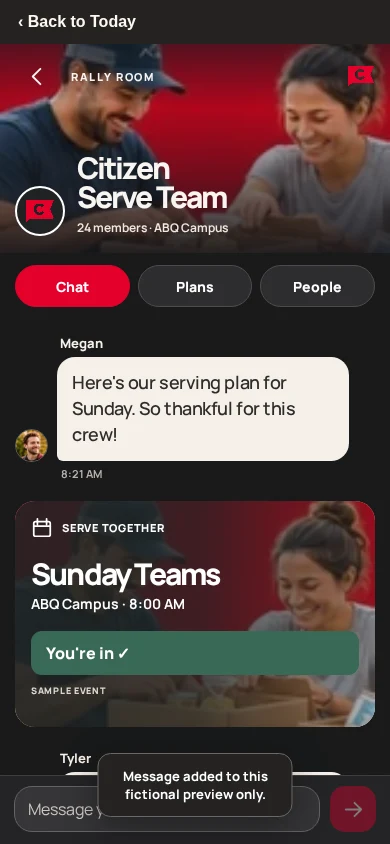 ‹ Back to Today
RALLY ROOM
C
Citizen
Serve Team
C
24 members · ABQ Campus
Chat
Plans
People
Megan
Here's our serving plan for
Sunday. So thankful for this
crew!
8:21 AM
SERVE TOGETHER
Sunday Teams
ABQ Campus · 8:00 AM
You're in ✓
SAMPLE EVENT
Tyler
Message added to this
fictional preview only.
Message